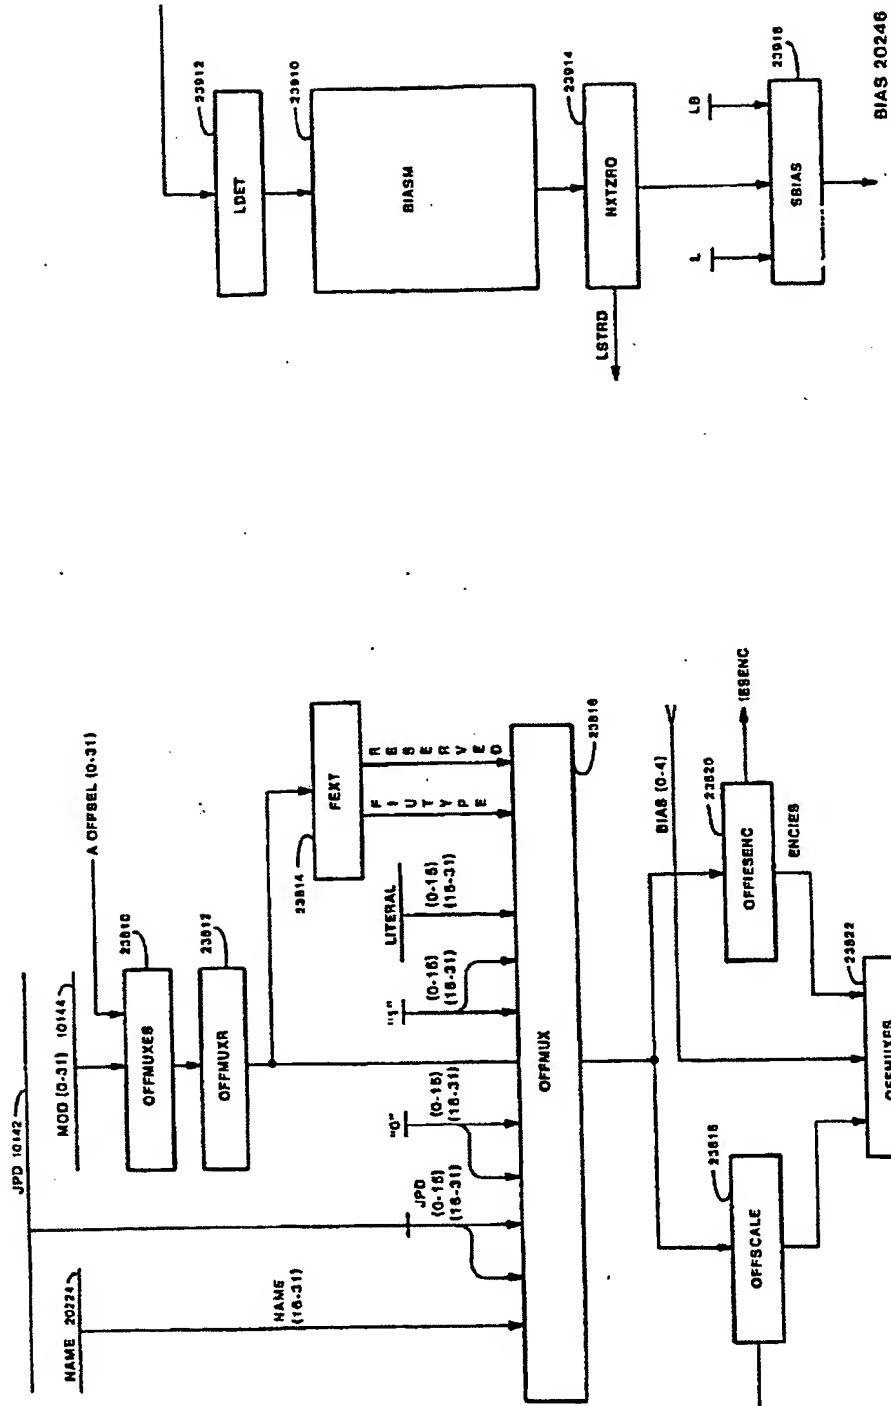 JPD 10142
MOD (0-31) 10144
A OFFSEL (0-31)
NAME 20224
23810
OFFMUXES
23812
OFFMUXR
23814
FEXT
FIUTYPE
RESERVED
NAME
(16-31)
JPD
(0-15)
(16-31)
"0"
(0-15)
(16-31)
"1"
(0-15)
(16-31)
LITERAL
(0-15)
(16-31)
OFFMUX
23816
BIAS (0-4)
23818
OFFSCALE
23820
OFFIESENC
IESENC
ENCIES
23822
OFFMUXES
23912
LDET
23910
BIASM
23914
NXTZRO
LSTRD
L
LB
23916
SBIAS
BIAS 20246